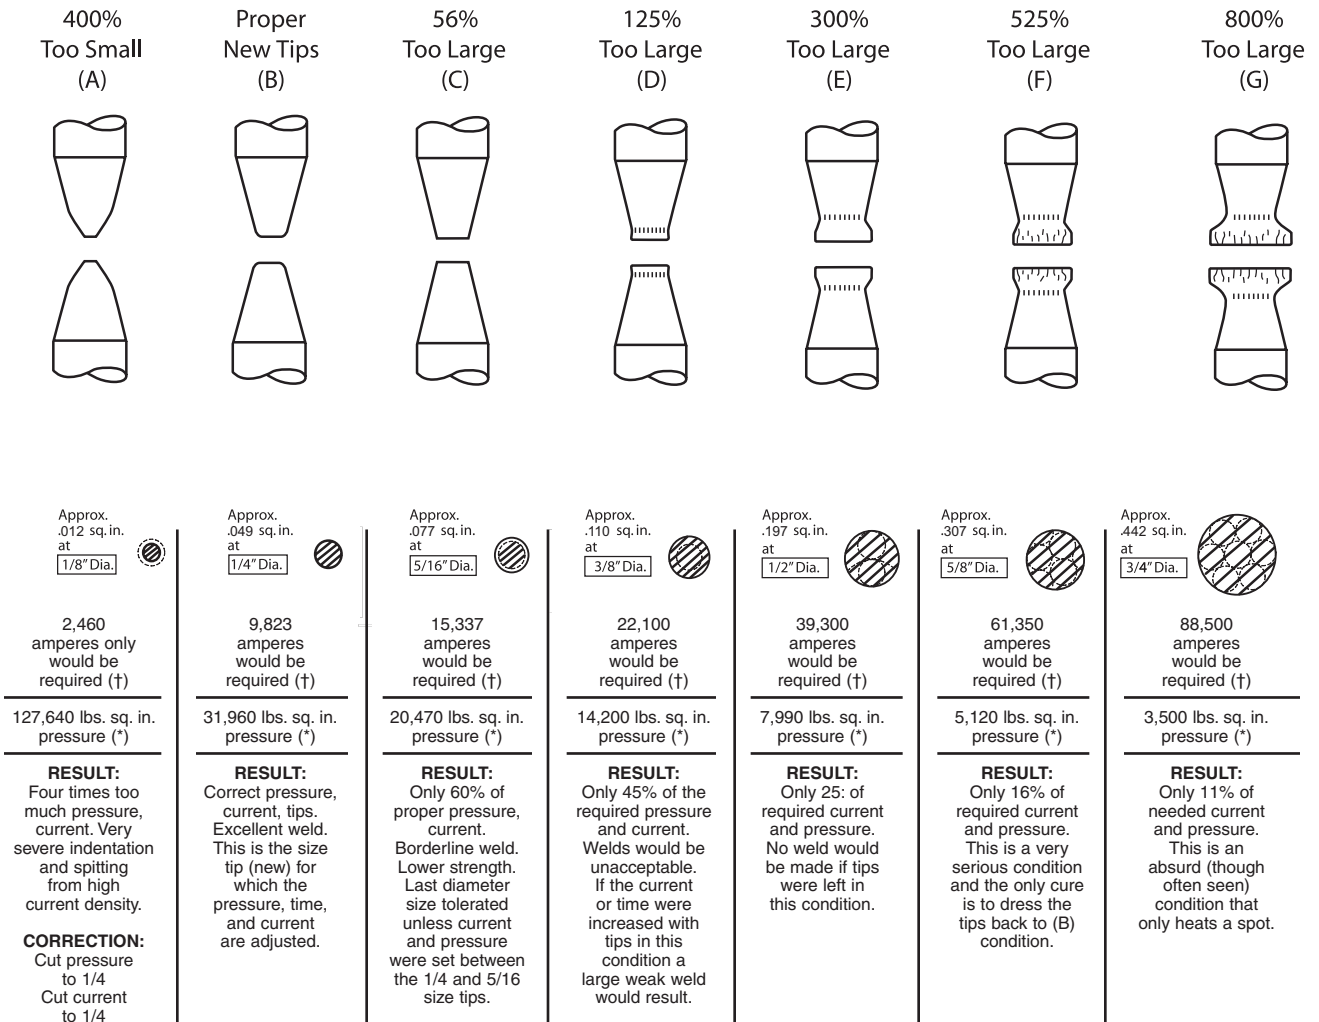 400%
Too Small
(A)
Proper
New Tips
(B)
56%
Too Large
(C)
125%
Too Large
(D)
300%
Too Large
(E)
525%
Too Large
(F)
800%
Too Large
(G)
Approx.
.012 sq.in.
at
1/8" Dia.
2,460
amperes only
would be
required (†)
127,640 lbs. sq. in.
pressure (*)
RESULT:
Four times too
much pressure,
current. Very
severe indentation
and spitting
from high
current density.
CORRECTION:
Cut pressure
to 1/4
Cut current
to 1/4
Approx.
.049 sq.in.
at
1/4" Dia.
9,823
amperes
would be
required (†)
31,960 lbs. sq. in.
pressure (*)
RESULT:
Correct pressure,
current, tips.
Excellent weld.
This is the size
tip (new) for
which the
pressure, time,
and current
are adjusted.
Approx.
.077 sq.in.
at
5/16" Dia.
15,337
amperes
would be
required (†)
20,470 lbs. sq. in.
pressure (*)
RESULT:
Only 60% of
proper pressure,
current.
Borderline weld.
Lower strength.
Last diameter
size tolerated
unless current
and pressure
were set between
the 1/4 and 5/16
size tips.
Approx.
.110 sq.in.
at
3/8" Dia.
22,100
amperes
would be
required (†)
14,200 lbs. sq. in.
pressure (*)
RESULT:
Only 45% of the
required pressure
and current.
Welds would be
unacceptable.
If the current
or time were
increased with
tips in this
condition a
large weak weld
would result.
Approx.
.197 sq.in.
at
1/2" Dia.
39,300
amperes
would be
required (†)
7,990 lbs. sq. in.
pressure (*)
RESULT:
Only 25: of
required current
and pressure.
No weld would
be made if tips
were left in
this condition.
Approx.
.307 sq.in.
at
5/8" Dia.
61,350
amperes
would be
required (†)
5,120 lbs. sq. in.
pressure (*)
RESULT:
Only 16% of
required current
and pressure.
This is a very
serious condition
and the only cure
is to dress the
tips back to (B)
condition.
Approx.
.442 sq.in.
at
3/4" Dia.
88,500
amperes
would be
required (†)
3,500 lbs. sq. in.
pressure (*)
RESULT:
Only 11% of
needed current
and pressure.
This is an
absurd (though
often seen)
condition that
only heats a spot.